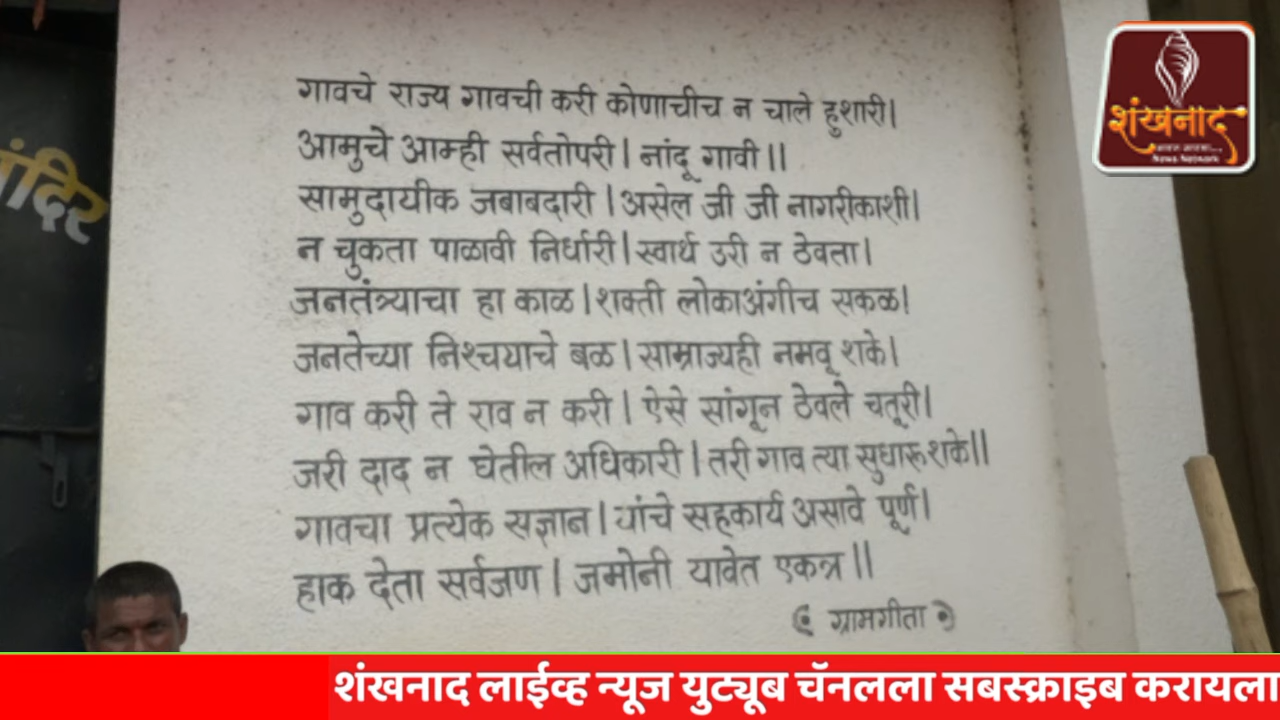 गावचे राज्य गावची करी कोणाचीच न चाले हुशारी।
आमुचे आम्ही सर्वतोपरी। नांदू गावी॥
सामुदायीक जबाबदारी। असेल जी जी नागरीकाशी।
न चुकता पाळावी निर्धारी। स्वार्थ उरी न ठेवता।
जनतंत्र्याचा हा काळ। शक्ती लोकाअंगीच सकळ।
जनतेच्या निश्चयाचे बळ। साम्राज्यही नमवू शके।
गाव करी ते राव न करी। ऐसे सांगून ठेवले चतूरी।
जरी दाद न घेतील अधिकारी। तरी गाव त्या सुधारू शके॥
गावचा प्रत्येक सज्ञान। यांचे सहकार्य असावे पूर्ण।
हाक देता सर्वजण। जमोनी यावेत एकत्र॥
ग्रामगीता
मंदिर
शंखनाद
News Network
शंखनाद लाईव्ह न्यूज युट्यूब चॅनलला सबस्क्राइब करायला